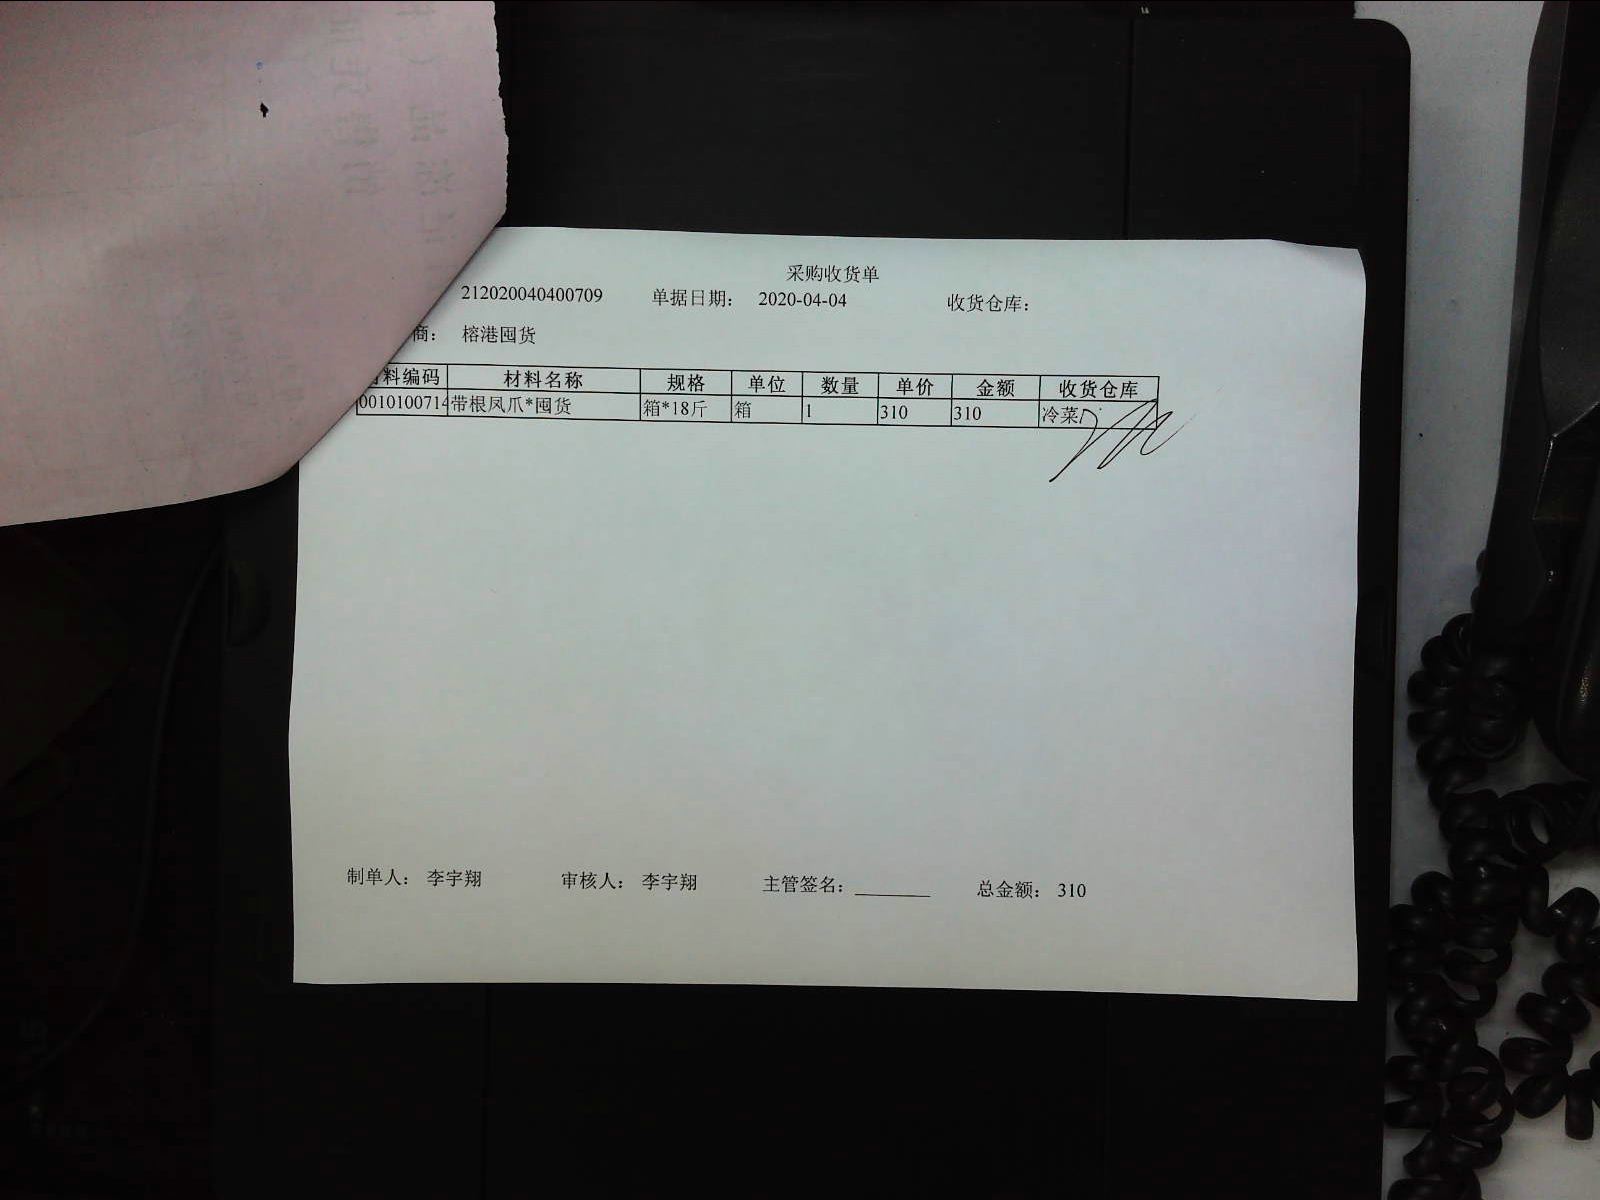 采购收货单
212020040400709 单据日期： 2020-04-04 收货仓库：
商： 榕港囤货
料编码 材料名称 规格 单位 数量 单价 金额 收货仓库
0010100714 带根凤爪*囤货 箱*18斤 箱 1 310 310 冷菜
制单人： 李宇翔 审核人： 李宇翔 主管签名：________ 总金额： 310